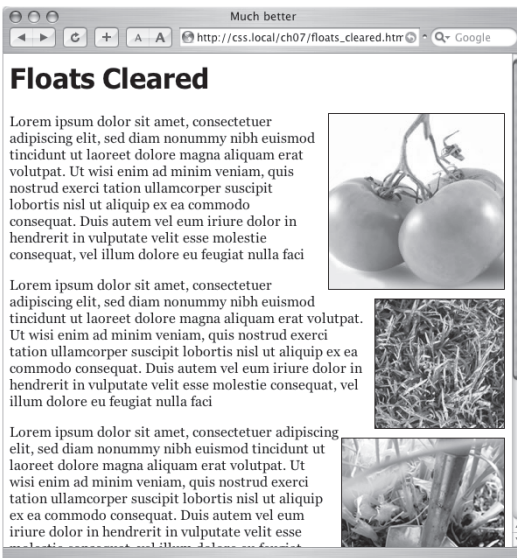 Much better
A A http://css.local/ch07/floats_cleared.htm Google
Floats Cleared
Lorem ipsum dolor sit amet, consectetuer
adipiscing elit, sed diam nonummy nibh euismod
tincidunt ut laoreet dolore magna aliquam erat
volutpat. Ut wisi enim ad minim veniam, quis
nostrud exerci tation ullamcorper suscipit
lobortis nisl ut aliquip ex ea commodo
consequat. Duis autem vel eum iriure dolor in
hendrerit in vulputate velit esse molestie
consequat, vel illum dolore eu feugiat nulla faci
Lorem ipsum dolor sit amet, consectetuer
adipiscing elit, sed diam nonummy nibh euismod
tincidunt ut laoreet dolore magna aliquam erat volutpat.
Ut wisi enim ad minim veniam, quis nostrud exerci
tation ullamcorper suscipit lobortis nisl ut aliquip ex ea
commodo consequat. Duis autem vel eum iriure dolor in
hendrerit in vulputate velit esse molestie consequat, vel
illum dolore eu feugiat nulla faci
Lorem ipsum dolor sit amet, consectetuer adipiscing
elit, sed diam nonummy nibh euismod tincidunt ut
laoreet dolore magna aliquam erat volutpat. Ut
wisi enim ad minim veniam, quis nostrud exerci
tation ullamcorper suscipit lobortis nisl ut aliquip
ex ea commodo consequat. Duis autem vel eum
iriure dolor in hendrerit in vulputate velit esse